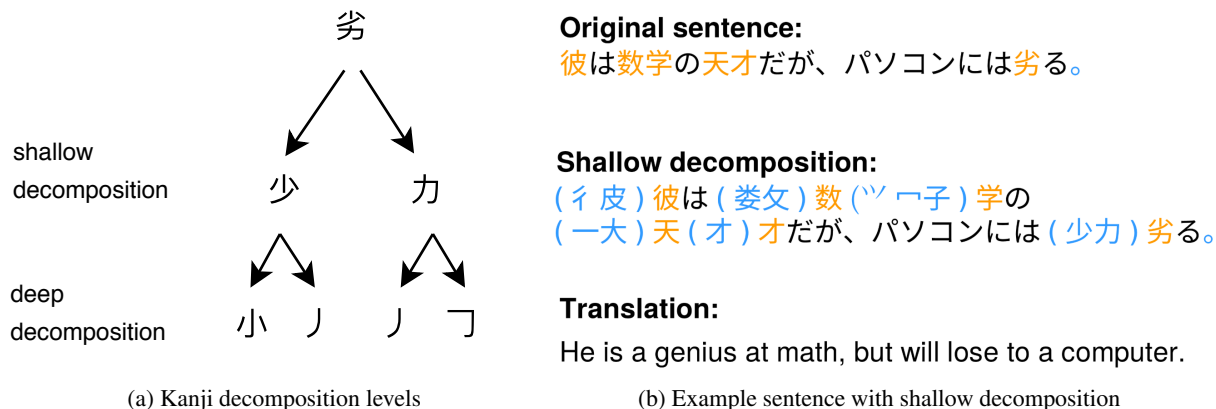 劣
shallow
decomposition
少 力
deep
decomposition
小 丿 丿 𠃌
(a) Kanji decomposition levels
Original sentence:
彼は数学の天才だが、パソコンには劣る。
Shallow decomposition:
( 彳 皮 ) 彼は ( 娄攵 ) 数 (⺍ 冖子 ) 学の
( 一大 ) 天 ( 才 ) 才だが、パソコンには ( 少力 ) 劣る。
Translation:
He is a genius at math, but will lose to a computer.
(b) Example sentence with shallow decomposition